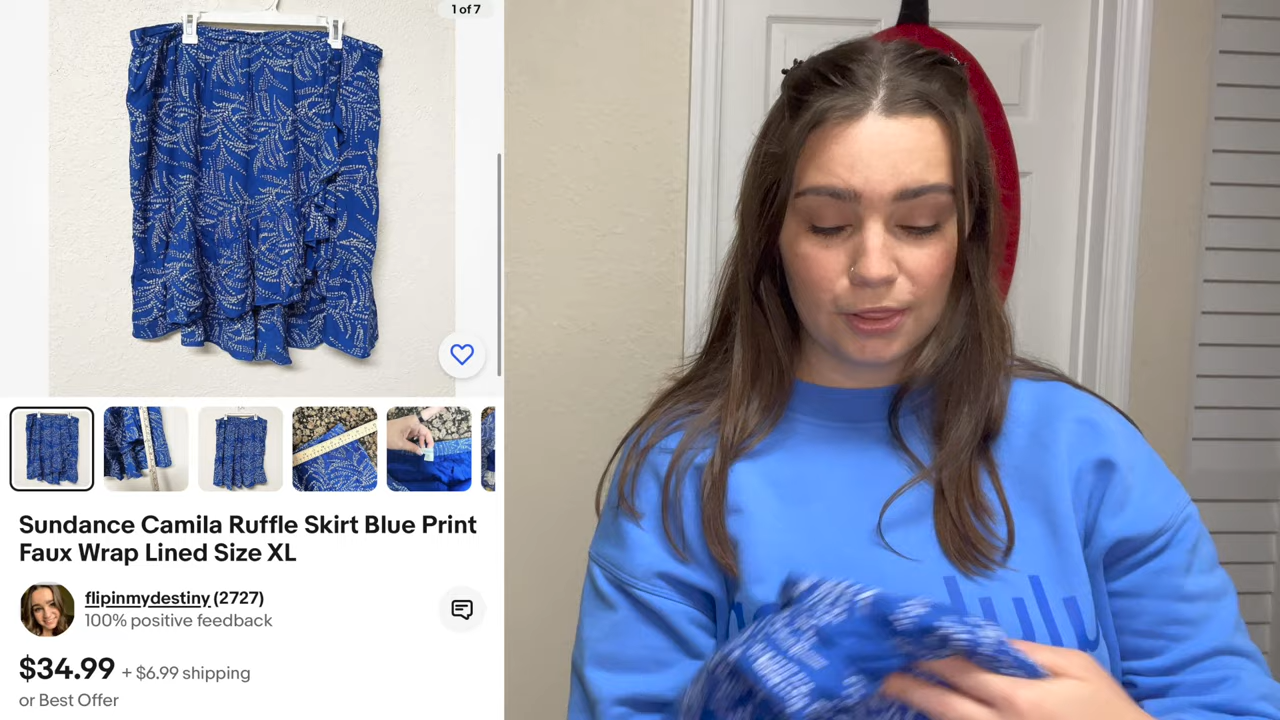 1 of 7
Sundance Camila Ruffle Skirt Blue Print
Faux Wrap Lined Size XL
flipinmydestiny (2727)
100% positive feedback
$34.99 + $6.99 shipping
or Best Offer